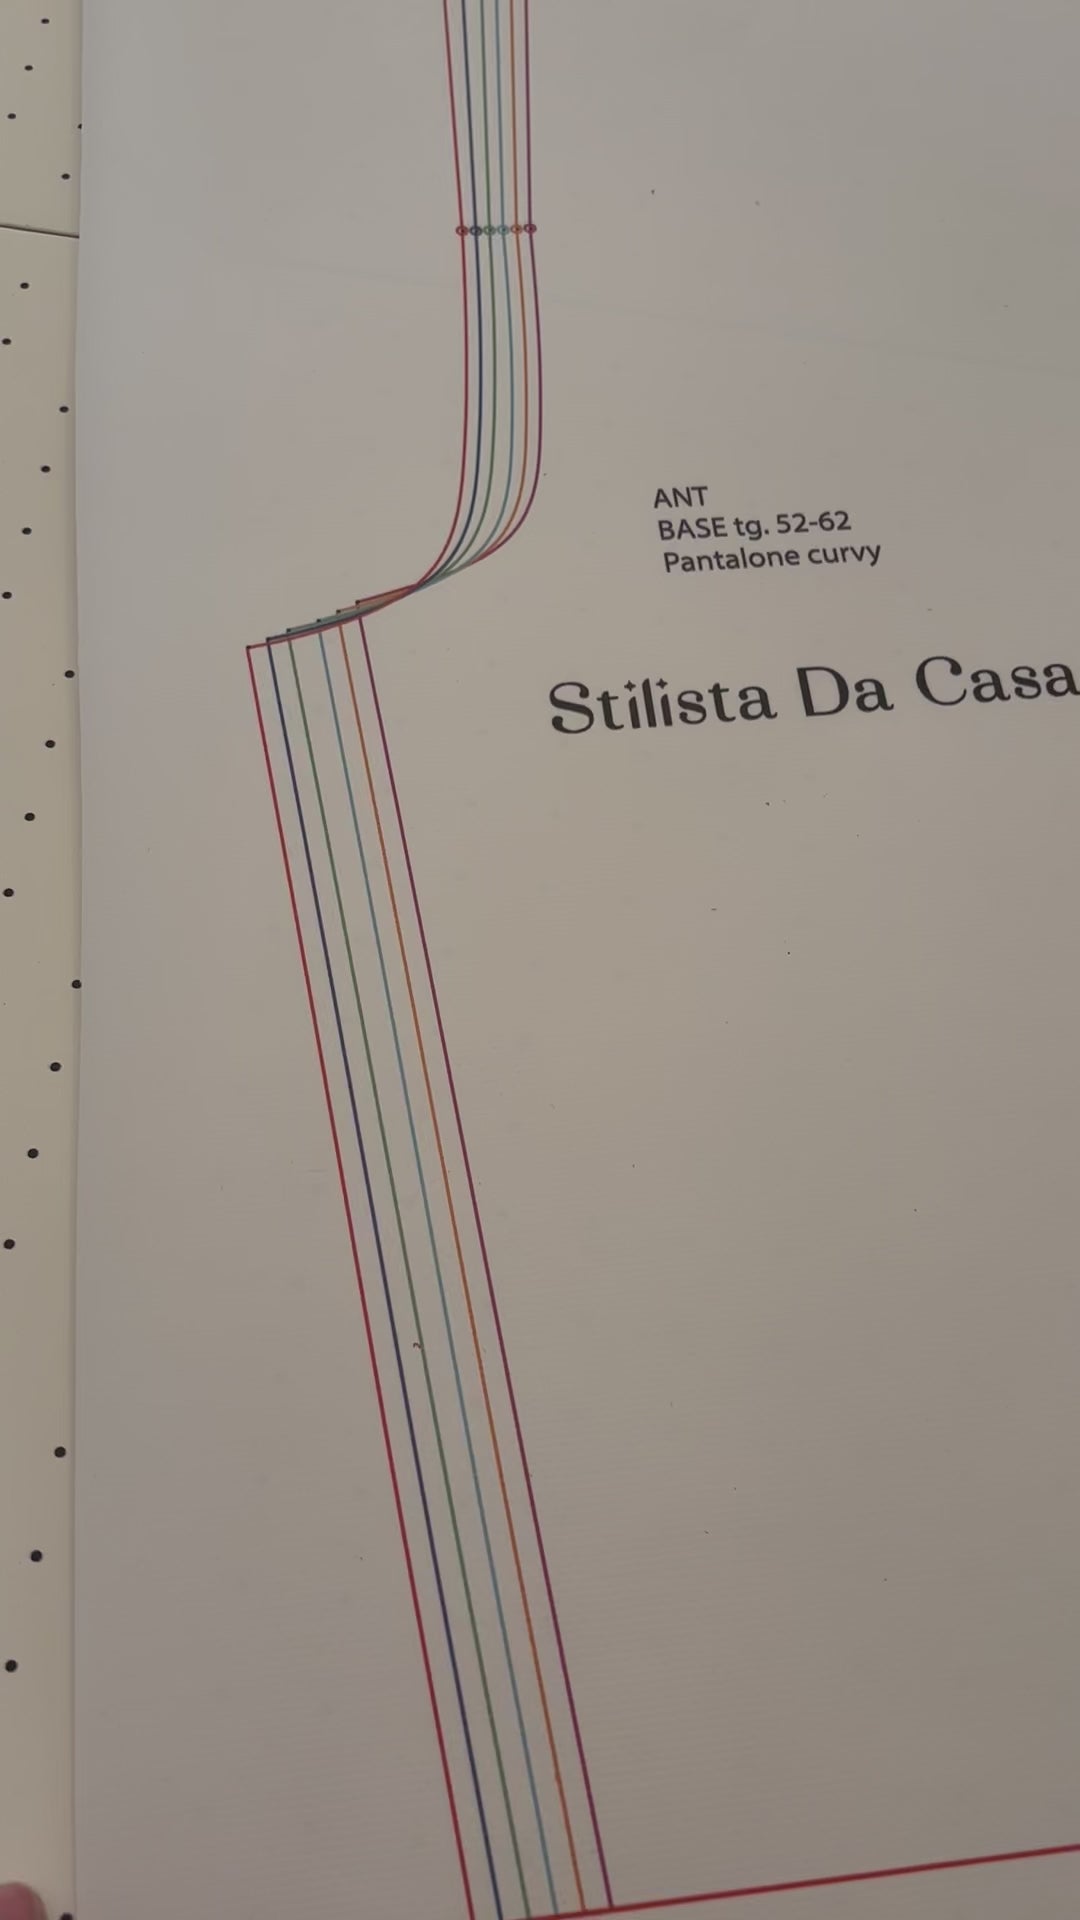 ANT
BASE tg. 52-62
Pantalone curvy
Stilista Da Casa